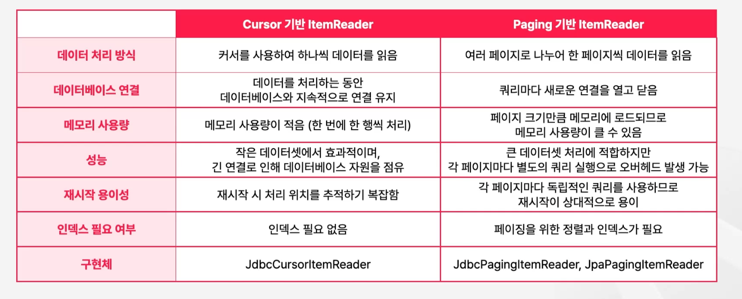 Cursor 기반 ItemReader
Paging 기반 ItemReader
데이터 처리 방식
커서를 사용하여 하나씩 데이터를 읽음
여러 페이지로 나누어 한 페이지씩 데이터를 읽음
데이터베이스 연결
데이터를 처리하는 동안
데이터베이스와 지속적으로 연결 유지
쿼리마다 새로운 연결을 열고 닫음
메모리 사용량
메모리 사용량이 적음 (한 번에 한 행씩 처리)
페이지 크기만큼 메모리에 로드되므로
메모리 사용량이 클 수 있음
성능
작은 데이터셋에서 효과적이며,
긴 연결로 인해 데이터베이스 자원을 점유
큰 데이터셋 처리에 적합하지만
각 페이지마다 별도의 쿼리 실행으로 오버헤드 발생 가능
재시작 용이성
재시작 시 처리 위치를 추적하기 복잡함
각 페이지마다 독립적인 쿼리를 사용하므로
재시작이 상대적으로 용이
인덱스 필요 여부
인덱스 필요 없음
페이징을 위한 정렬과 인덱스가 필요
구현체
JdbcCursorItemReader
JdbcPagingItemReader, JpaPagingItemReader